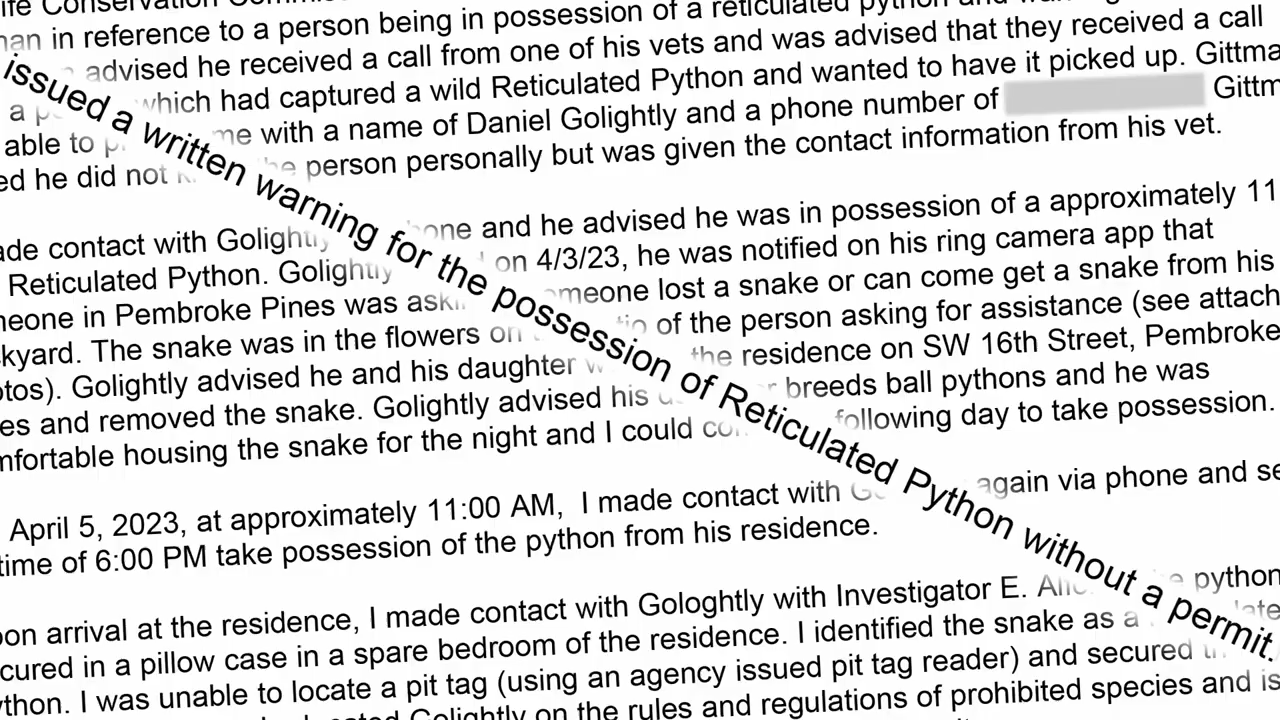 ife Conservation
in reference to a person being in possession of a reticulated python and
advised he received a call from one of his vets and was advised that they received a call
a which had captured a wild Reticulated Python and wanted to have it picked up. Gittma
able to me with a name of Daniel Golightly and a phone number of Gittm
ed he did not person personally but was given the contact information from his vet.
ade contact with Golightly one and he advised he was in possession of a approximately 11
Reticulated Python. Golightly on 4/3/23, he was notified on his ring camera app that
neone in Pembroke Pines was omeone lost a snake or can come get a snake from his
kyard. The snake was in the flowers on of the person asking for assistance (see attach
otos). Golightly advised he and his daughter the residence on SW 16th Street, Pembroke
es and removed the snake. Golightly advised his breeds ball pythons and he was
mfortable housing the snake for the night and I could following day to take possession.
April 5, 2023, at approximately 11:00 AM, I made contact with again via phone and se
time of 6:00 PM take possession of the python from his residence.
on arrival at the residence, I made contact with Gologhtly with Investigator E. python
cured in a pillow case in a spare bedroom of the residence. I identified the snake as a
ython. I was unable to locate a pit tag (using an agency issued pit tag reader) and secured
Golightly on the rules and regulations of prohibited species and is
issued a written warning for the possession of Reticulated Python without a permit.